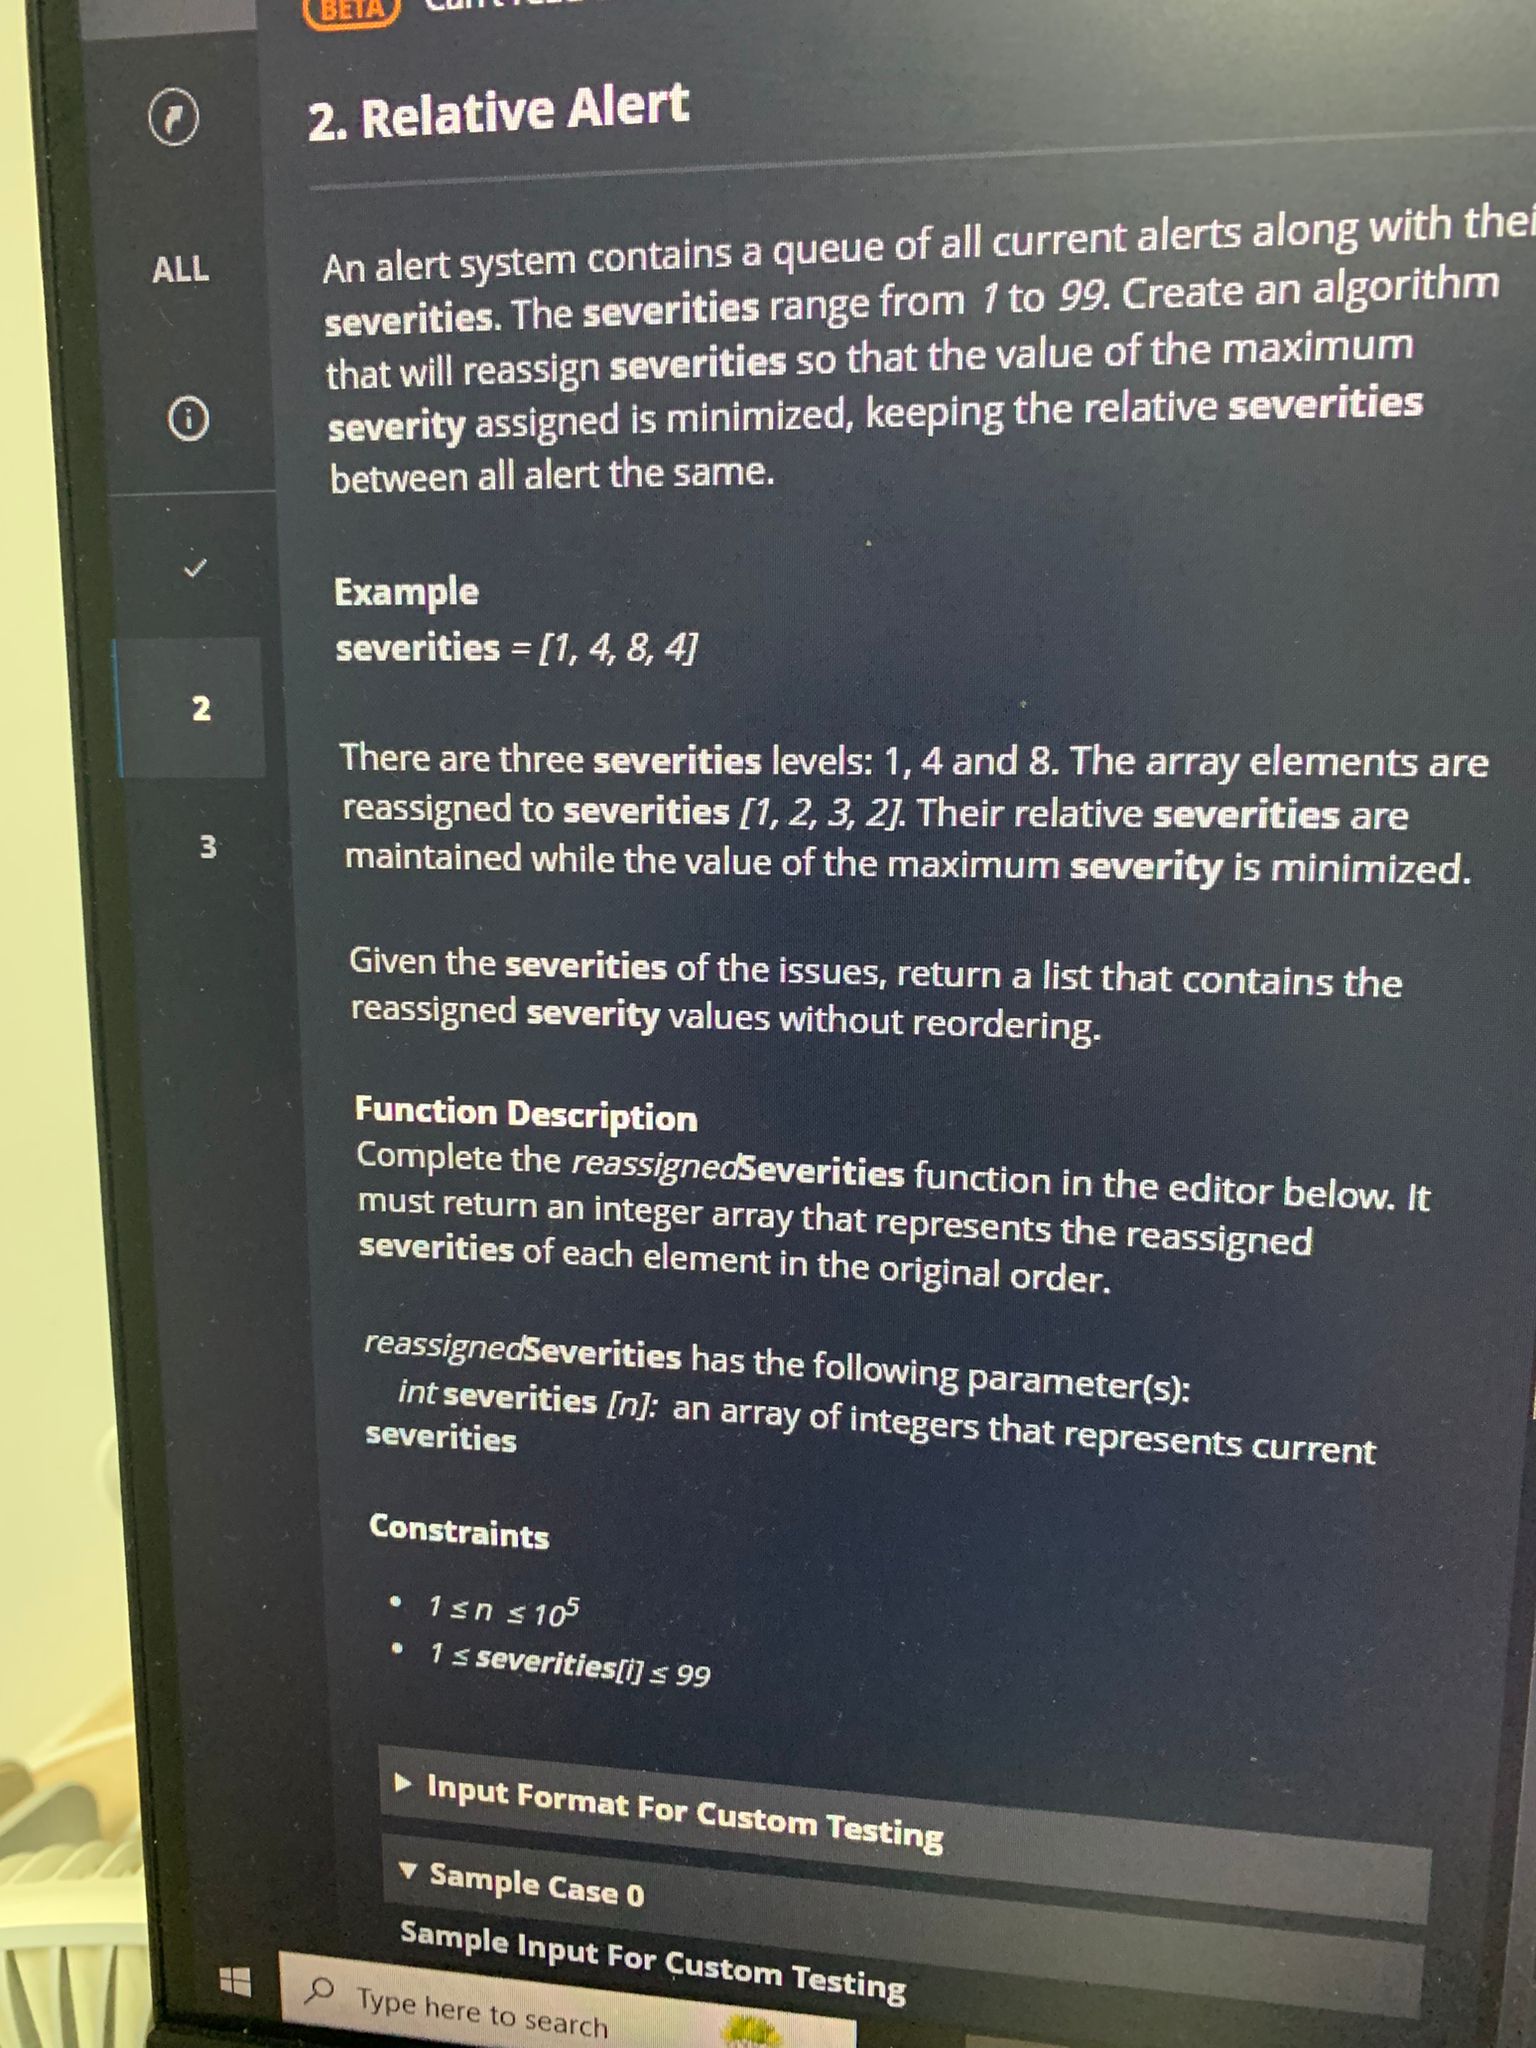 BETA
2. Relative Alert
ALL
An alert system contains a queue of all current alerts along with thei
severities. The severities range from 1 to 99. Create an algorithm
that will reassign severities so that the value of the maximum
severity assigned is minimized, keeping the relative severities
between all alert the same.
Example
severities = [1, 4, 8, 4]
2
There are three severities levels: 1, 4 and 8. The array elements are
reassigned to severities [1, 2, 3, 2]. Their relative severities are
3
maintained while the value of the maximum severity is minimized.
Given the severities of the issues, return a list that contains the
reassigned severity values without reordering.
Function Description
Complete the reassignedSeverities function in the editor below. It
must return an integer array that represents the reassigned
severities of each element in the original order.
reassignedSeverities has the following parameter(s):
int severities [n]: an array of integers that represents current
severities
Constraints
• 1 ≤ n ≤ 10⁵
• 1 ≤ severities[i] ≤ 99
Input Format For Custom Testing
Sample Case 0
Sample Input For Custom Testing
Type here to search